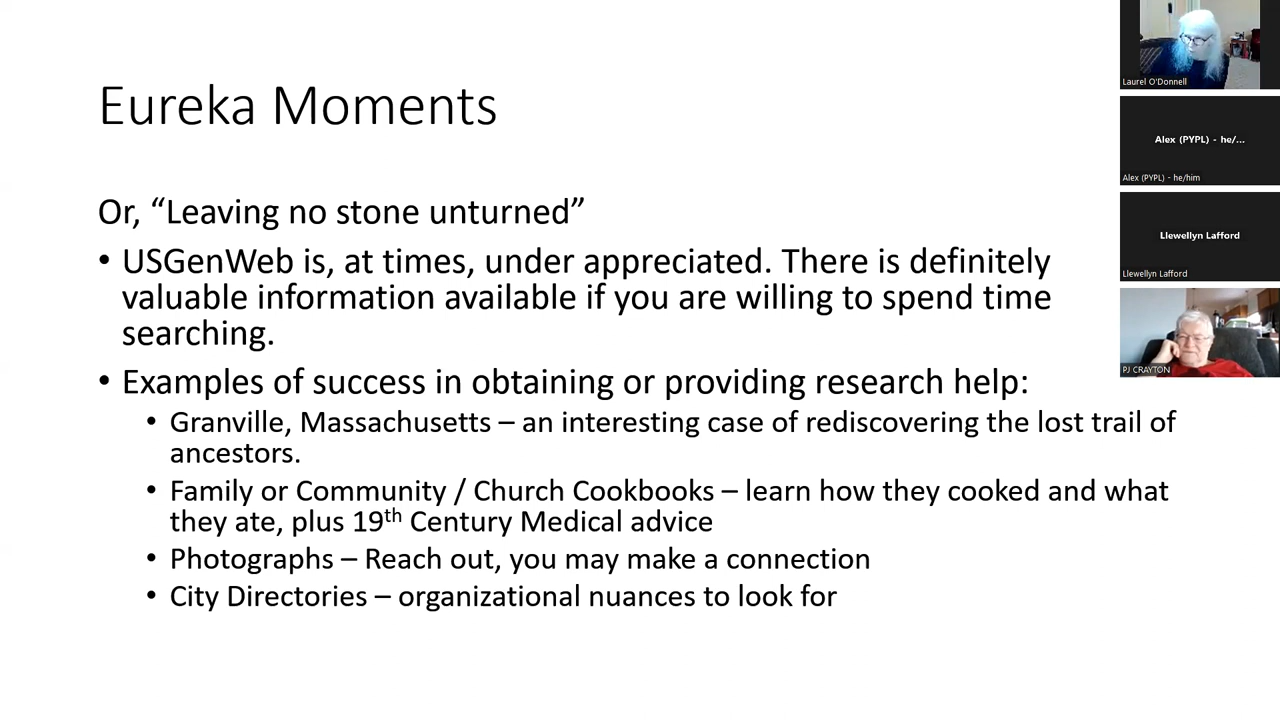 Eureka Moments
Or, “Leaving no stone unturned”
• USGenWeb is, at times, under appreciated. There is definitely
valuable information available if you are willing to spend time
searching.
• Examples of success in obtaining or providing research help:
• Granville, Massachusetts – an interesting case of rediscovering the lost trail of
ancestors.
• Family or Community / Church Cookbooks – learn how they cooked and what
they ate, plus 19th Century Medical advice
• Photographs – Reach out, you may make a connection
• City Directories – organizational nuances to look for
Laurel O'Donnell
Alex (PYPL) - he/...
Alex (PYPL) - he/him
Llewellyn Lafford
Llewellyn Lafford
PJ CRAYTON